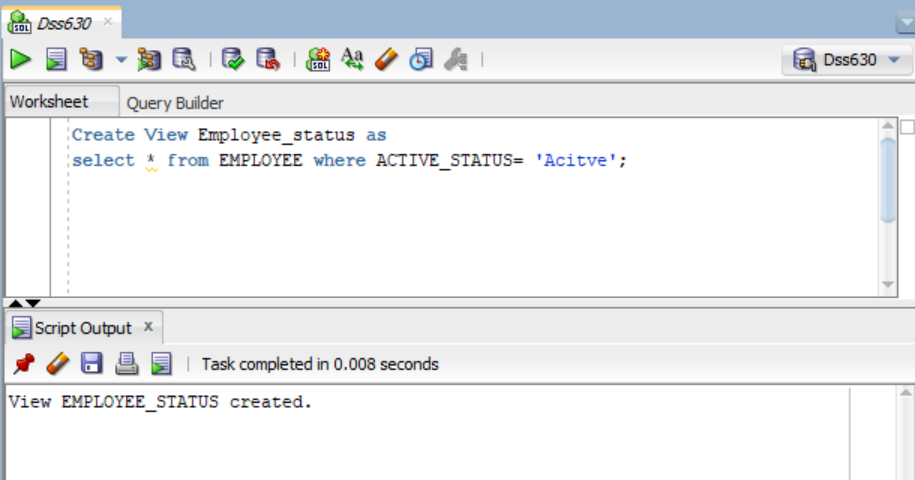 Dss630
Dss630
Worksheet Query Builder
Create View Employee_status as
select * from EMPLOYEE where ACTIVE_STATUS= 'Acitve';
Script Output x
Task completed in 0.008 seconds
View EMPLOYEE_STATUS created.